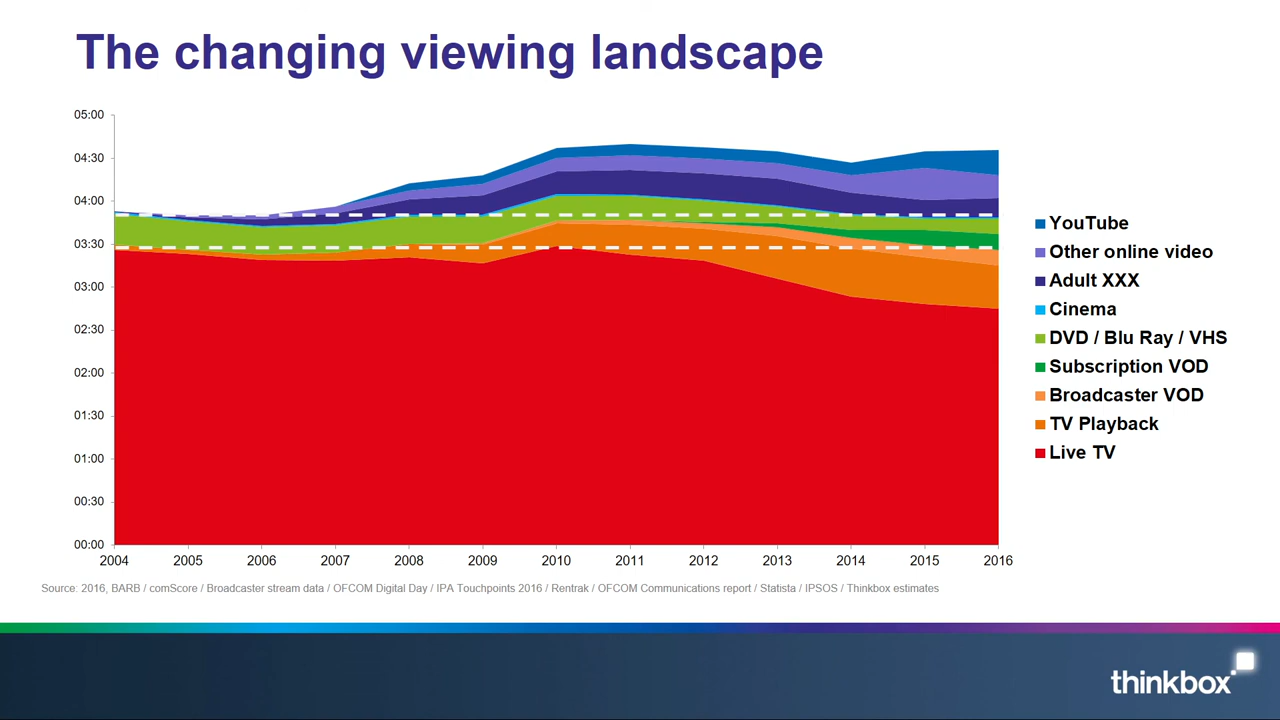 The changing viewing landscape
05:00
04:30
04:00
03:30
03:00
02:30
02:00
01:30
01:00
00:30
00:00
2004 2005 2006 2007 2008 2009 2010 2011 2012 2013 2014 2015 2016
YouTube
Other online video
Adult XXX
Cinema
DVD / Blu Ray / VHS
Subscription VOD
Broadcaster VOD
TV Playback
Live TV
Source: 2016, BARB / comScore / Broadcaster stream data / OFCOM Digital Day / IPA Touchpoints 2016 / Rentrak / OFCOM Communications report / Statista / IPSOS / Thinkbox estimates
thinkbox